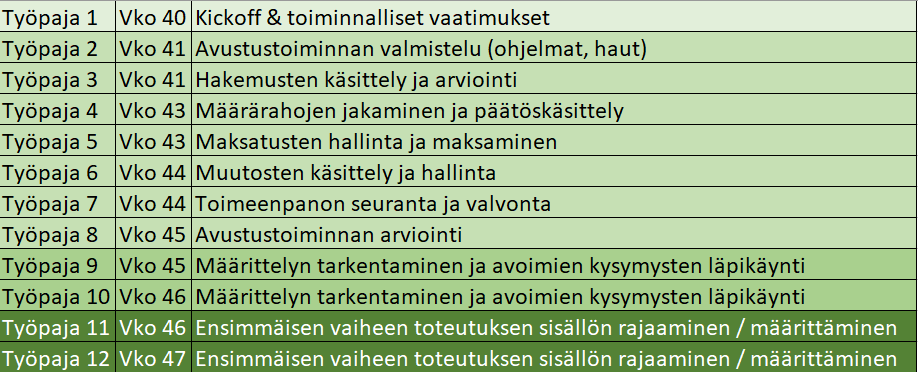 Työpaja 1 Vko 40 Kickoff & toiminnalliset vaatimukset
Työpaja 2 Vko 41 Avustustoiminnan valmistelu (ohjelmat, haut)
Työpaja 3 Vko 41 Hakemusten käsittely ja arviointi
Työpaja 4 Vko 43 Määrärahojen jakaminen ja päätöskäsittely
Työpaja 5 Vko 43 Maksatusten hallinta ja maksaminen
Työpaja 6 Vko 44 Muutosten käsittely ja hallinta
Työpaja 7 Vko 44 Toimeenpanon seuranta ja valvonta
Työpaja 8 Vko 45 Avustustoiminnan arviointi
Työpaja 9 Vko 45 Määrittelyn tarkentaminen ja avoimien kysymysten läpikäynti
Työpaja 10 Vko 46 Määrittelyn tarkentaminen ja avoimien kysymysten läpikäynti
Työpaja 11 Vko 46 Ensimmäisen vaiheen toteutuksen sisällön rajaaminen / määrittäminen
Työpaja 12 Vko 47 Ensimmäisen vaiheen toteutuksen sisällön rajaaminen / määrittäminen